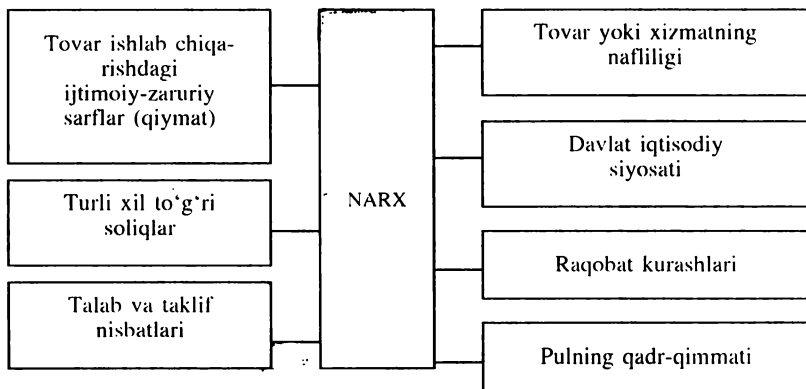 Tovar ishlab chiqa-
rishdagi
ijtimoiy-zaruriy
sarflar (qiymat)
Turli xil to‘g‘ri
soliqlar
Talab va taklif
nisbatlari
NARX
Tovar yoki xizmatning
nafliligi
Davlat iqtisodiy
siyosati
Raqobat kurashlari
Pulning qadr-qimmati